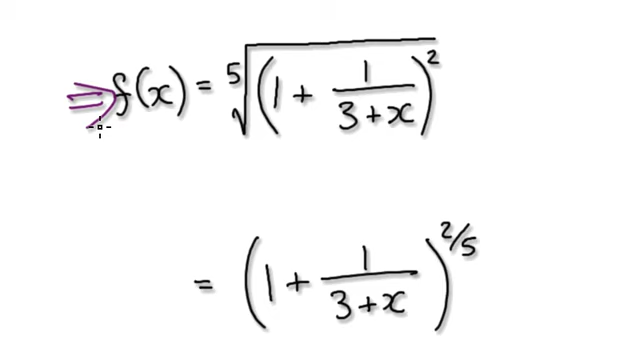 ⇒ f(x) = ⁵√((1 + 1/(3+x))²)
= (1 + 1/(3+x))^(2/5)